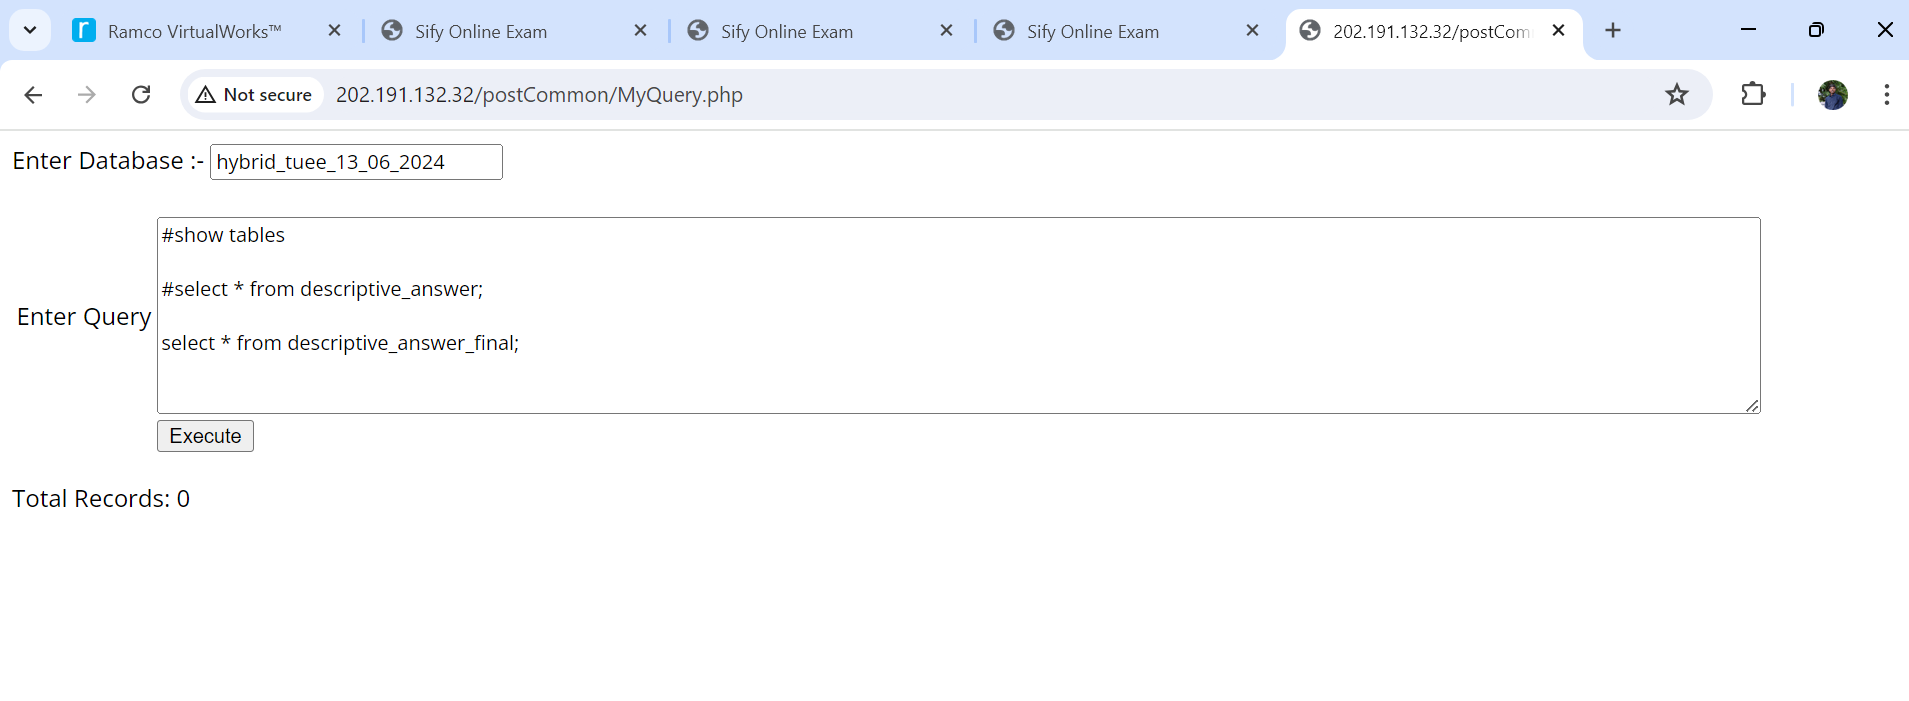 Ramco VirtualWorks™
Sify Online Exam
Sify Online Exam
Sify Online Exam
202.191.132.32/postCom
Not secure
202.191.132.32/postCommon/MyQuery.php
Enter Database :- hybrid_tuee_13_06_2024
#show tables
#select * from descriptive_answer;
Enter Query
select * from descriptive_answer_final;
Execute
Total Records: 0